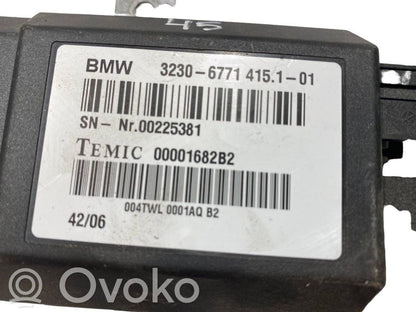 45
BMW 3230-6771 415.1-01
SN- Nr.00225381
TEMIC 00001682B2
004TWL 0001AQ B2
42/06
© Ovoko